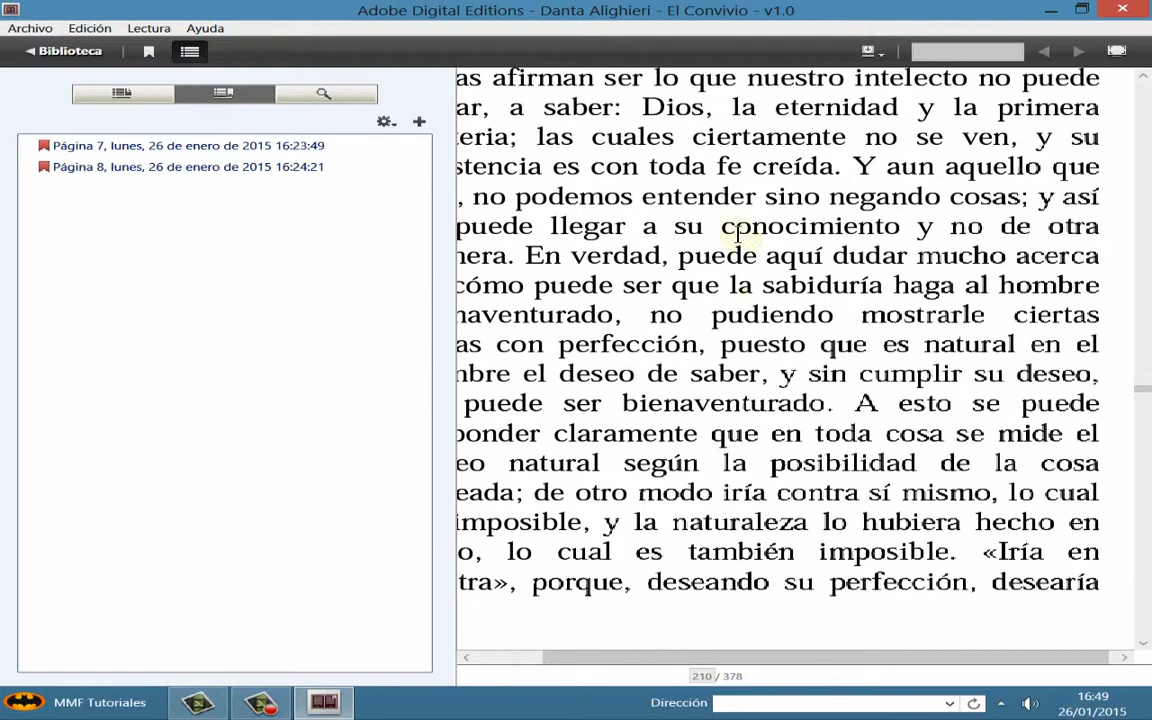 Adobe Digital Editions - Danta Alighieri - El Convivio - v1.0
Archivo Edición Lectura Ayuda
Biblioteca
Página 7, lunes, 26 de enero de 2015 16:23:49
Página 8, lunes, 26 de enero de 2015 16:24:21
as afirman ser lo que nuestro intelecto no puede
ar, a saber: Dios, la eternidad y la primera
teria; las cuales ciertamente no se ven, y su
stencia es con toda fe creída. Y aun aquello que
, no podemos entender sino negando cosas; y así
puede llegar a su conocimiento y no de otra
nera. En verdad, puede aquí dudar mucho acerca
cómo puede ser que la sabiduría haga al hombre
naventurado, no pudiendo mostrarle ciertas
as con perfección, puesto que es natural en el
nbre el deseo de saber, y sin cumplir su deseo,
puede ser bienaventurado. A esto se puede
ponder claramente que en toda cosa se mide el
eo natural según la posibilidad de la cosa
eada; de otro modo iría contra sí mismo, lo cual
imposible, y la naturaleza lo hubiera hecho en
o, lo cual es también imposible. «Iría en
tra», porque, deseando su perfección, desearía
210 / 378
MMF Tutoriales
Dirección
16:49
26/01/2015